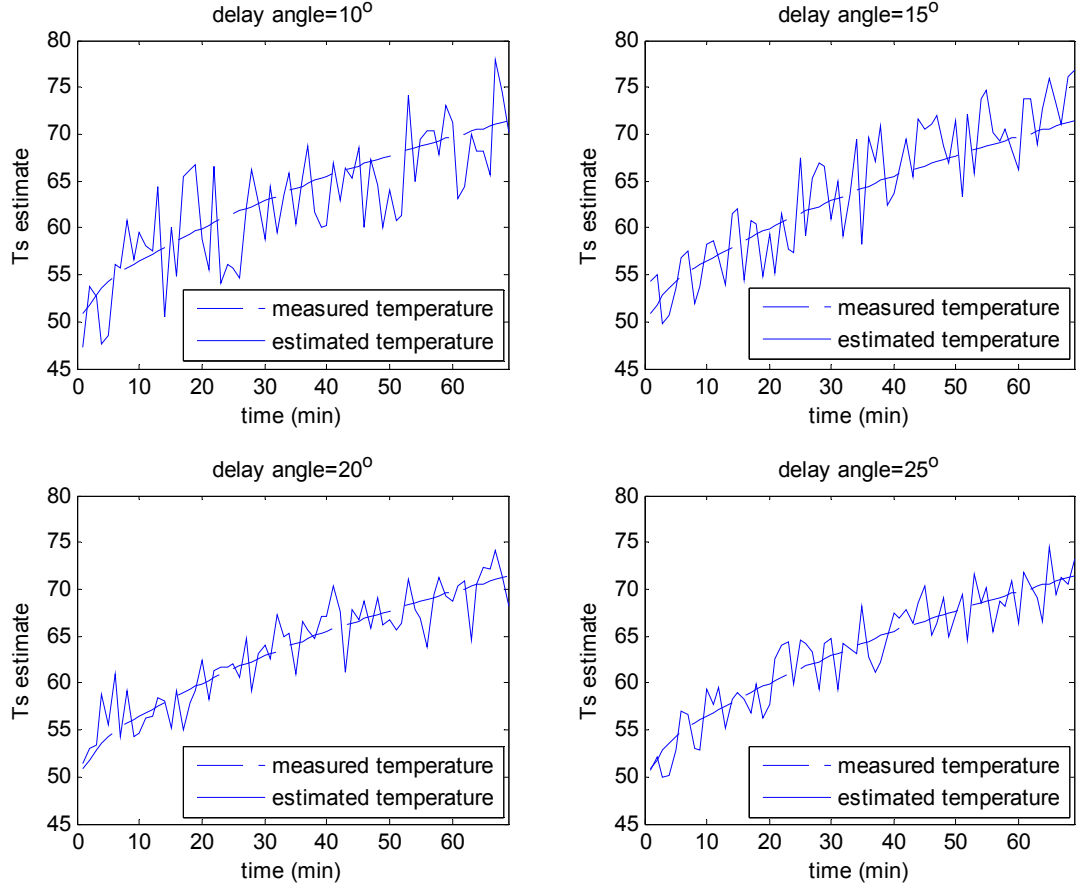 delay angle=10°
Ts estimate
80
75
70
65
60
55
50
45
measured temperature
estimated temperature
0 10 20 30 40 50 60
time (min)
delay angle=15°
Ts estimate
80
75
70
65
60
55
50
45
measured temperature
estimated temperature
0 10 20 30 40 50 60
time (min)
delay angle=20°
Ts estimate
80
75
70
65
60
55
50
45
measured temperature
estimated temperature
0 10 20 30 40 50 60
time (min)
delay angle=25°
Ts estimate
80
75
70
65
60
55
50
45
measured temperature
estimated temperature
0 10 20 30 40 50 60
time (min)